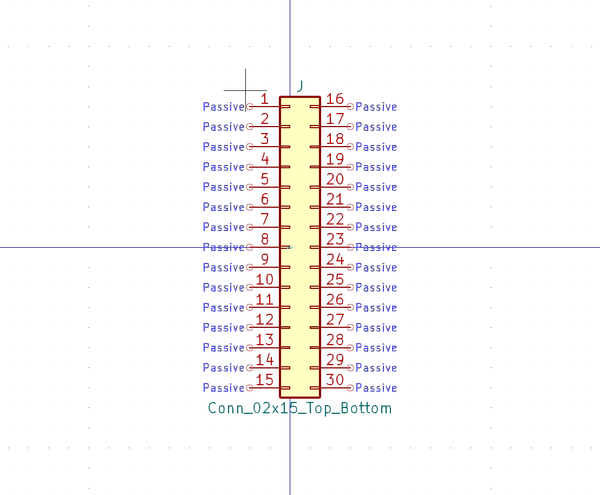 J
Passive 1 16 Passive
Passive 2 17 Passive
Passive 3 18 Passive
Passive 4 19 Passive
Passive 5 20 Passive
Passive 6 21 Passive
Passive 7 22 Passive
Passive 8 23 Passive
Passive 9 24 Passive
Passive 10 25 Passive
Passive 11 26 Passive
Passive 12 27 Passive
Passive 13 28 Passive
Passive 14 29 Passive
Passive 15 30 Passive
Conn_02x15_Top_Bottom